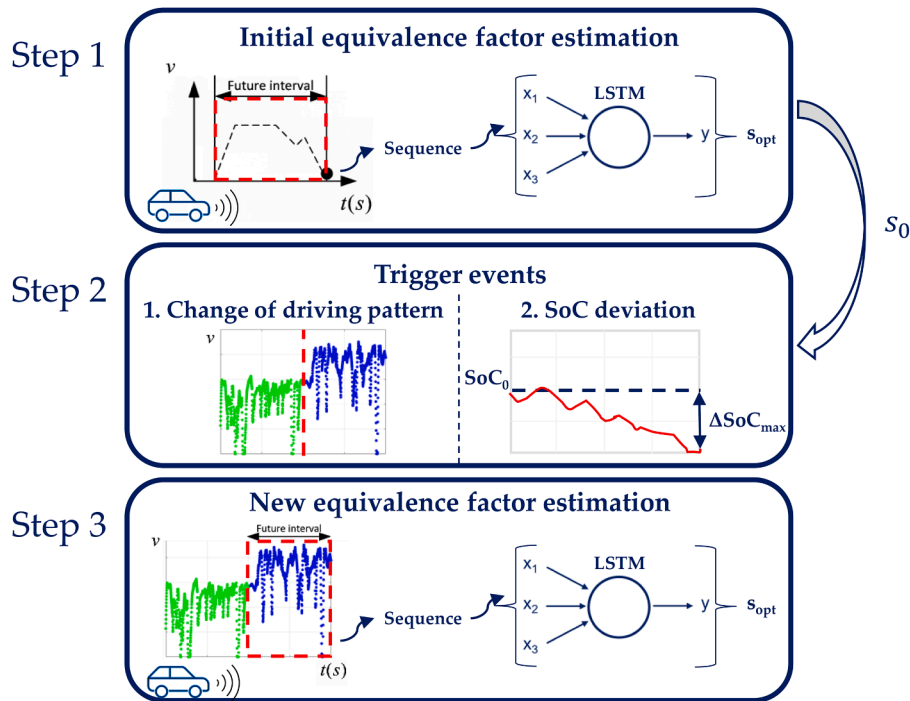 Step 1
Initial equivalence factor estimation
v
Future interval
t(s)
Sequence
x1
x2
x3
LSTM
y
sopt
s0
Step 2
Trigger events
1. Change of driving pattern
v
2. SoC deviation
SoC0
ΔSoCmax
Step 3
New equivalence factor estimation
v
Future interval
t(s)
Sequence
x1
x2
x3
LSTM
y
sopt